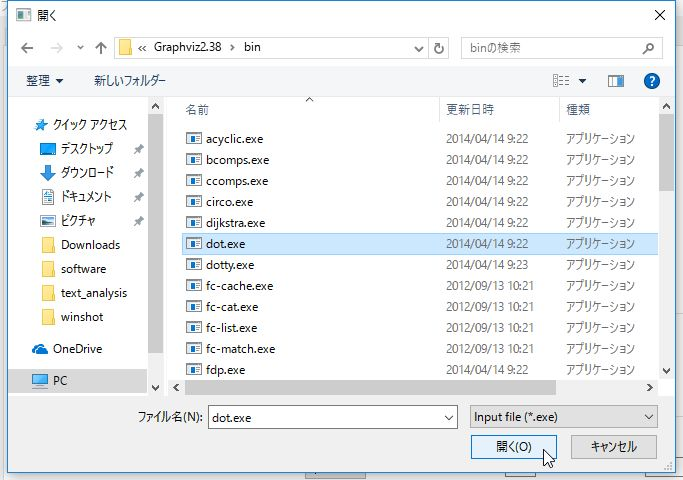 開く
« Graphviz2.38 › bin
binの検索
整理 新しいフォルダー
名前 更新日時 種類
クイック アクセス
デスクトップ
ダウンロード
ドキュメント
ピクチャ
Downloads
software
text_analysis
winshot
OneDrive
PC
acyclic.exe 2014/04/14 9:22 アプリケーション
bcomps.exe 2014/04/14 9:22 アプリケーション
ccomps.exe 2014/04/14 9:22 アプリケーション
circo.exe 2014/04/14 9:22 アプリケーション
dijkstra.exe 2014/04/14 9:22 アプリケーション
dot.exe 2014/04/14 9:22 アプリケーション
dotty.exe 2014/04/14 9:23 アプリケーション
fc-cache.exe 2012/09/13 10:21 アプリケーション
fc-cat.exe 2012/09/13 10:21 アプリケーション
fc-list.exe 2012/09/13 10:21 アプリケーション
fc-match.exe 2012/09/13 10:21 アプリケーション
fdp.exe 2014/04/14 9:22 アプリケーション
ファイル名(N): dot.exe Input file (*.exe)
開く(O) キャンセル